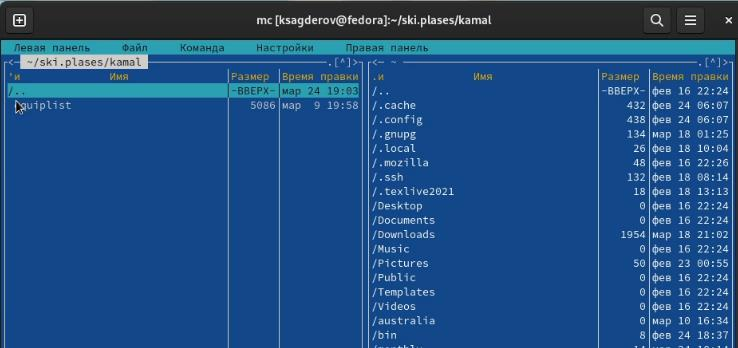 mc [ksagderov@fedora]:~/ski.plases/kamal
Левая панель Файл Команда Настройки Правая панель
<- ~/ski.plases/kamal .[^]>
'и Имя Размер Время правки
/.. -ВВЕРХ- мар 24 19:03
equiplist 5086 мар 9 19:58
<- ~ .[^]>
.и Имя Размер Время правки
/.. -ВВЕРХ- фев 16 22:24
/.cache 432 фев 24 06:07
/.config 438 фев 24 06:07
/.gnupg 134 мар 18 01:25
/.local 26 фев 18 10:04
/.mozilla 48 фев 16 22:26
/.ssh 132 фев 18 08:14
/.texlive2021 18 фев 18 13:13
/Desktop 0 фев 16 22:24
/Documents 0 фев 16 22:24
/Downloads 1954 мар 18 21:02
/Music 0 фев 16 22:24
/Pictures 50 фев 23 00:55
/Public 0 фев 16 22:24
/Templates 0 фев 16 22:24
/Videos 0 фев 16 22:24
/australia 0 мар 10 16:34
/bin 8 фев 24 18:37